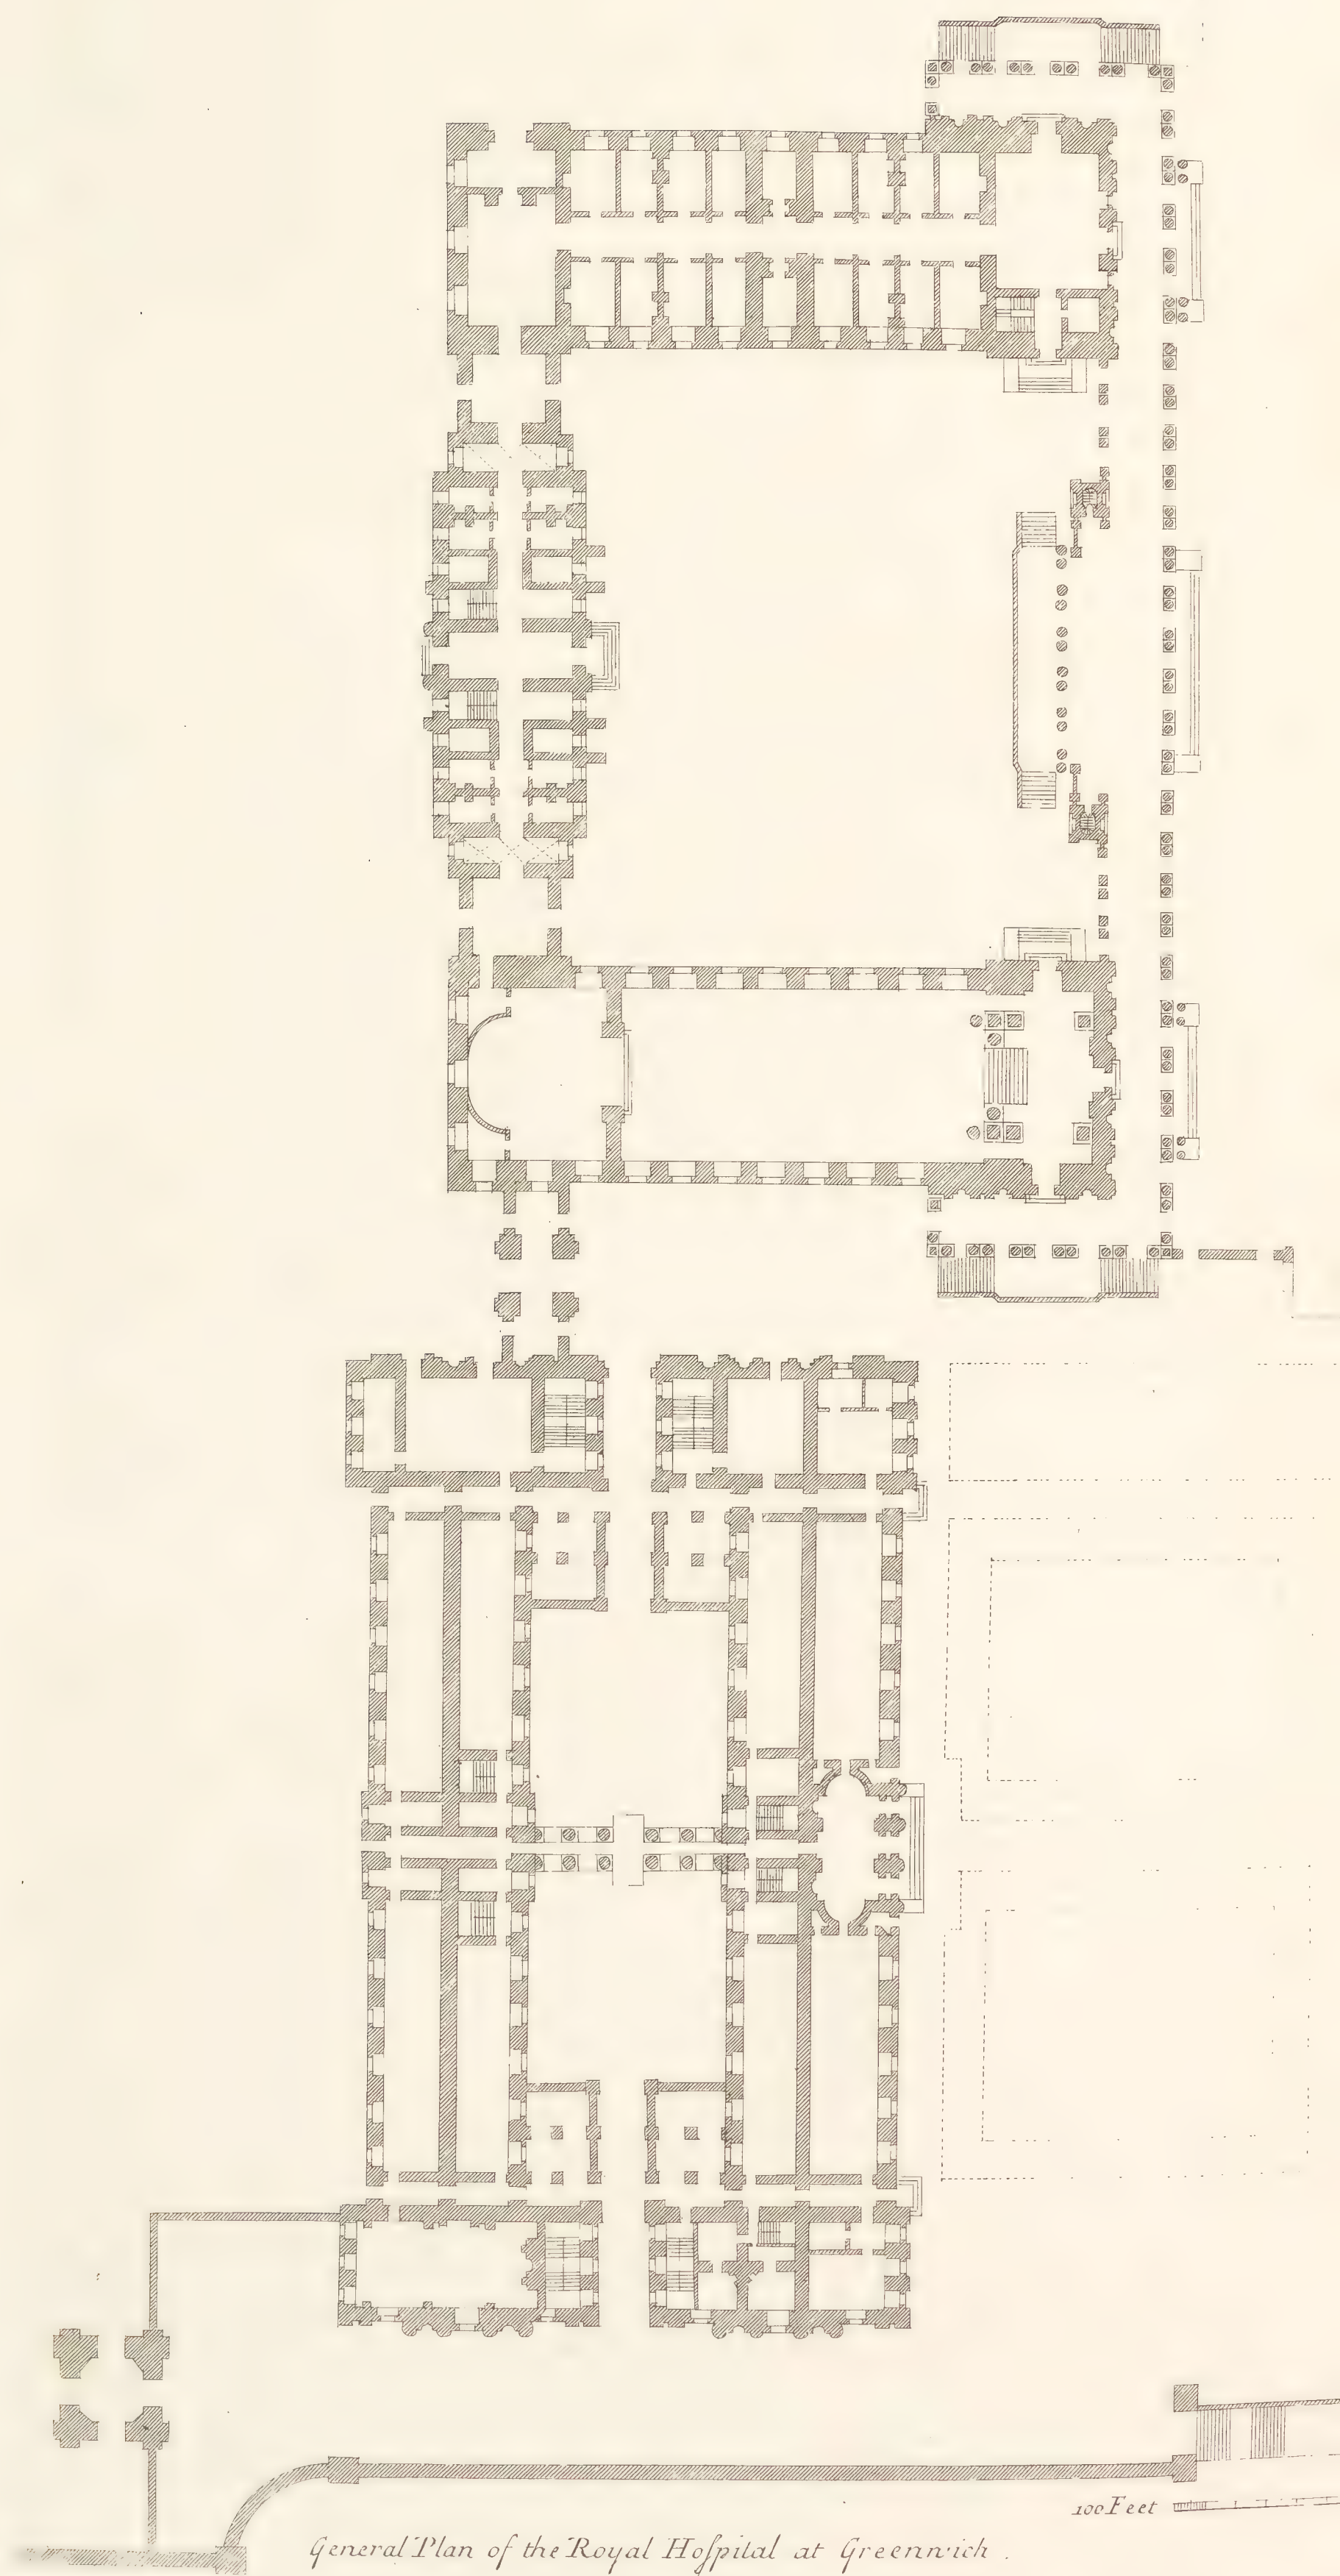 100 Feet
General Plan of the Royal Hoſpital at Greenwich .